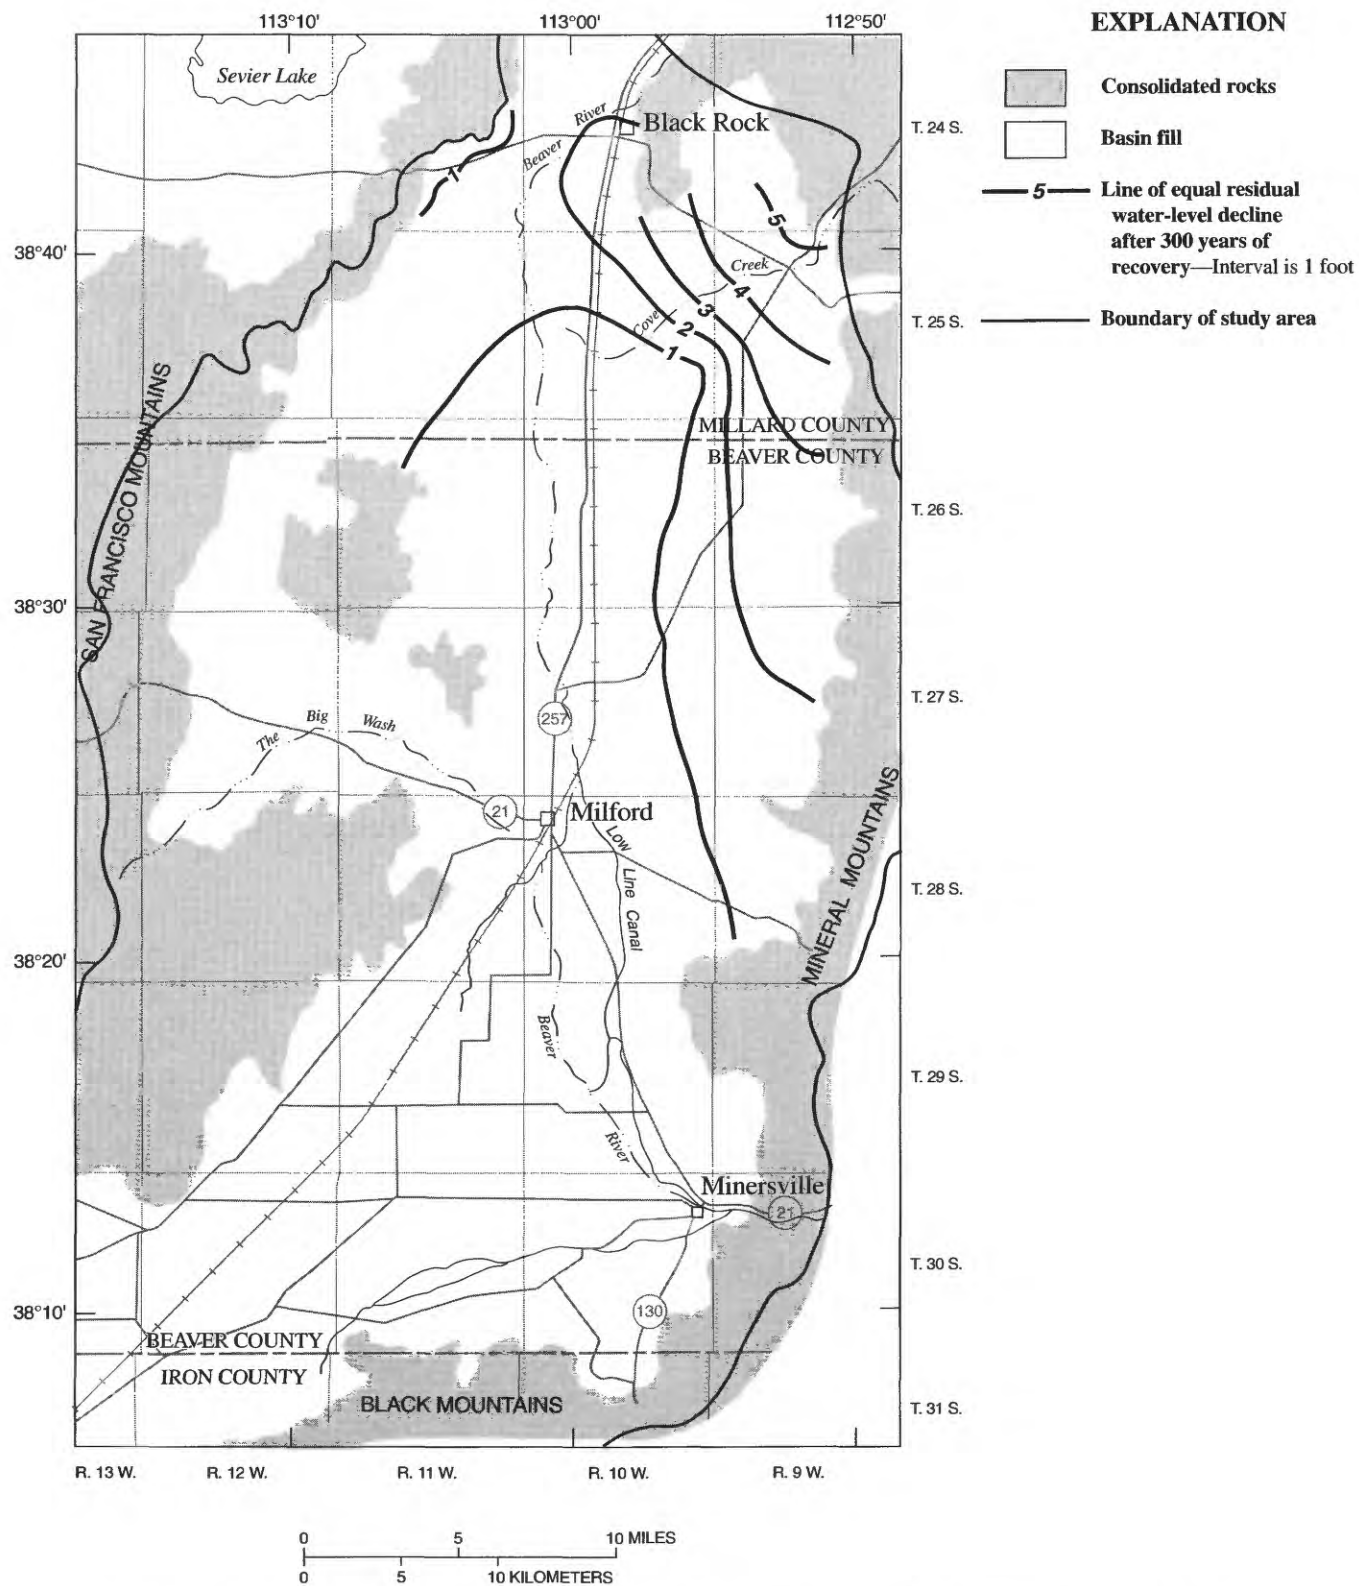 113°10'
113°00'
112°50'
EXPLANATION
Consolidated rocks
Basin fill
5
Line of equal residual
water-level decline
after 300 years of
recovery—Interval is 1 foot
Boundary of study area
Sevier Lake
River
Black Rock
Beaver
T. 24 S.
1
5
38°40'
Creek
4
3
Cove
2
1
T. 25 S.
SAN FRANCISCO MOUNTAINS
MILLARD COUNTY
BEAVER COUNTY
T. 26 S.
38°30'
T. 27 S.
The Big Wash
257
21
Milford
Low Line Canal
MINERAL MOUNTAINS
T. 28 S.
38°20'
Beaver
River
T. 29 S.
Minersville
21
T. 30 S.
38°10'
130
BEAVER COUNTY
IRON COUNTY
BLACK MOUNTAINS
T. 31 S.
R. 13 W.
R. 12 W.
R. 11 W.
R. 10 W.
R. 9 W.
0 5 10 MILES
0 5 10 KILOMETERS